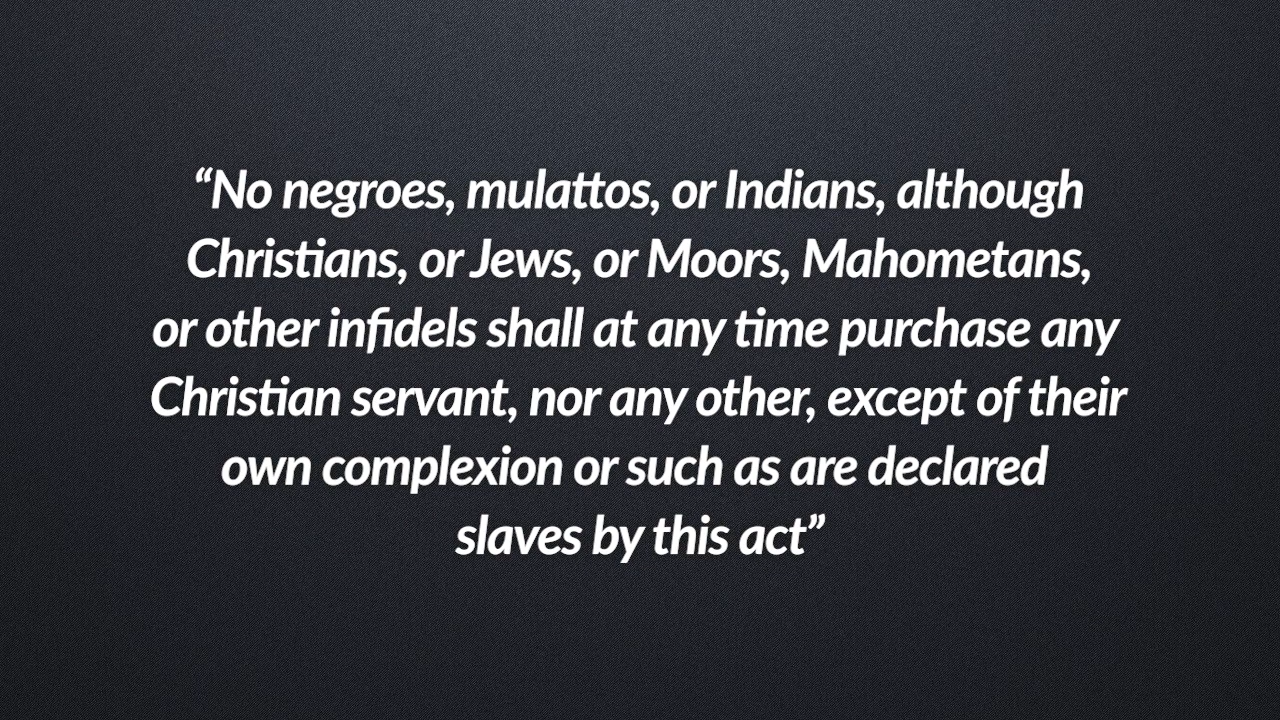 “No negroes, mulattos, or Indians, although
Christians, or Jews, or Moors, Mahometans,
or other infidels shall at any time purchase any
Christian servant, nor any other, except of their
own complexion or such as are declared
slaves by this act”